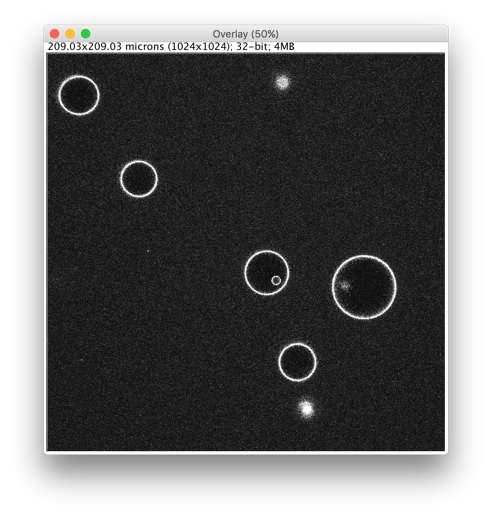 Overlay (50%)
209.03x209.03 microns (1024x1024); 32-bit; 4MB